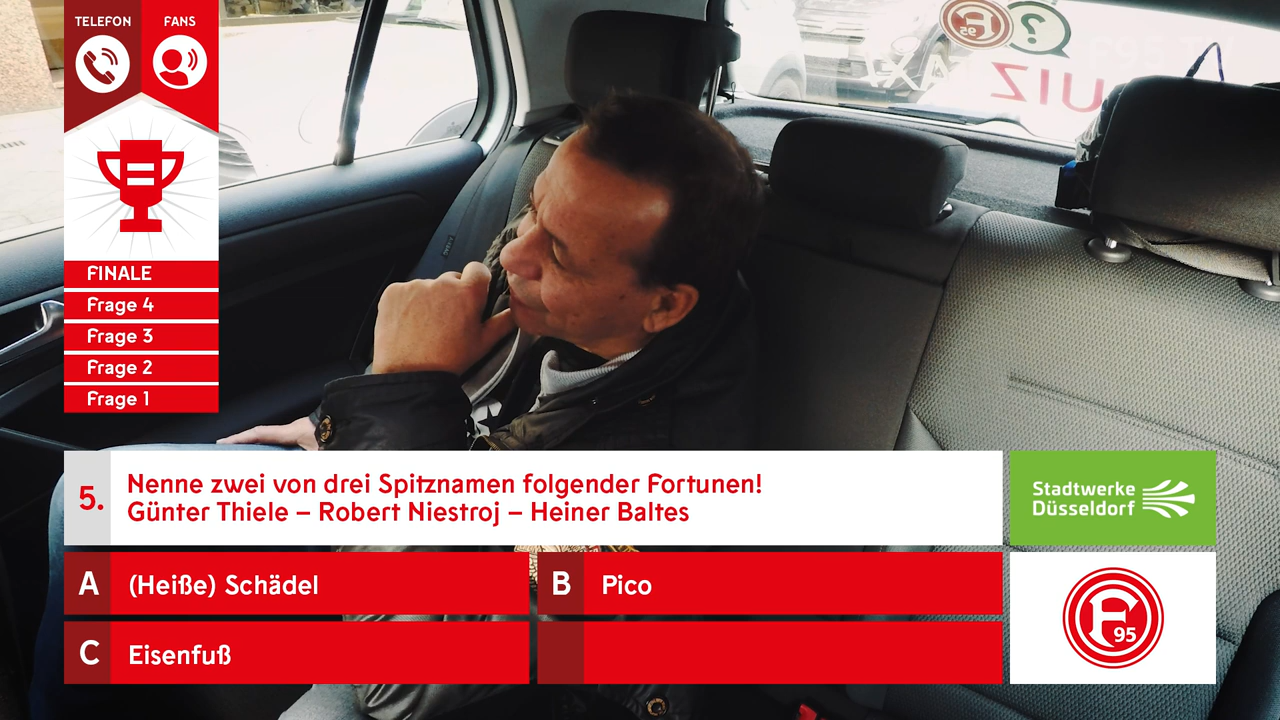 TELEFON
FANS
FINALE
Frage 4
Frage 3
Frage 2
Frage 1
5.
Nenne zwei von drei Spitznamen folgender Fortunen!
Günter Thiele – Robert Niestroj – Heiner Baltes
Stadtwerke
Düsseldorf
A
(Heiße) Schädel
B
Pico
C
Eisenfuß
F
95